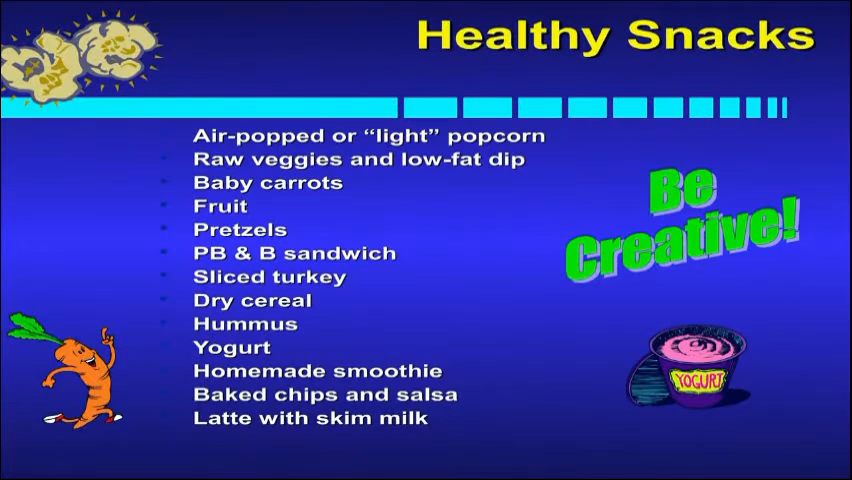 Healthy Snacks
Air-popped or “light” popcorn
Raw veggies and low-fat dip
Baby carrots
Fruit
Pretzels
PB & B sandwich
Sliced turkey
Dry cereal
Hummus
Yogurt
Homemade smoothie
Baked chips and salsa
Latte with skim milk
Be
Creative!
YOGURT